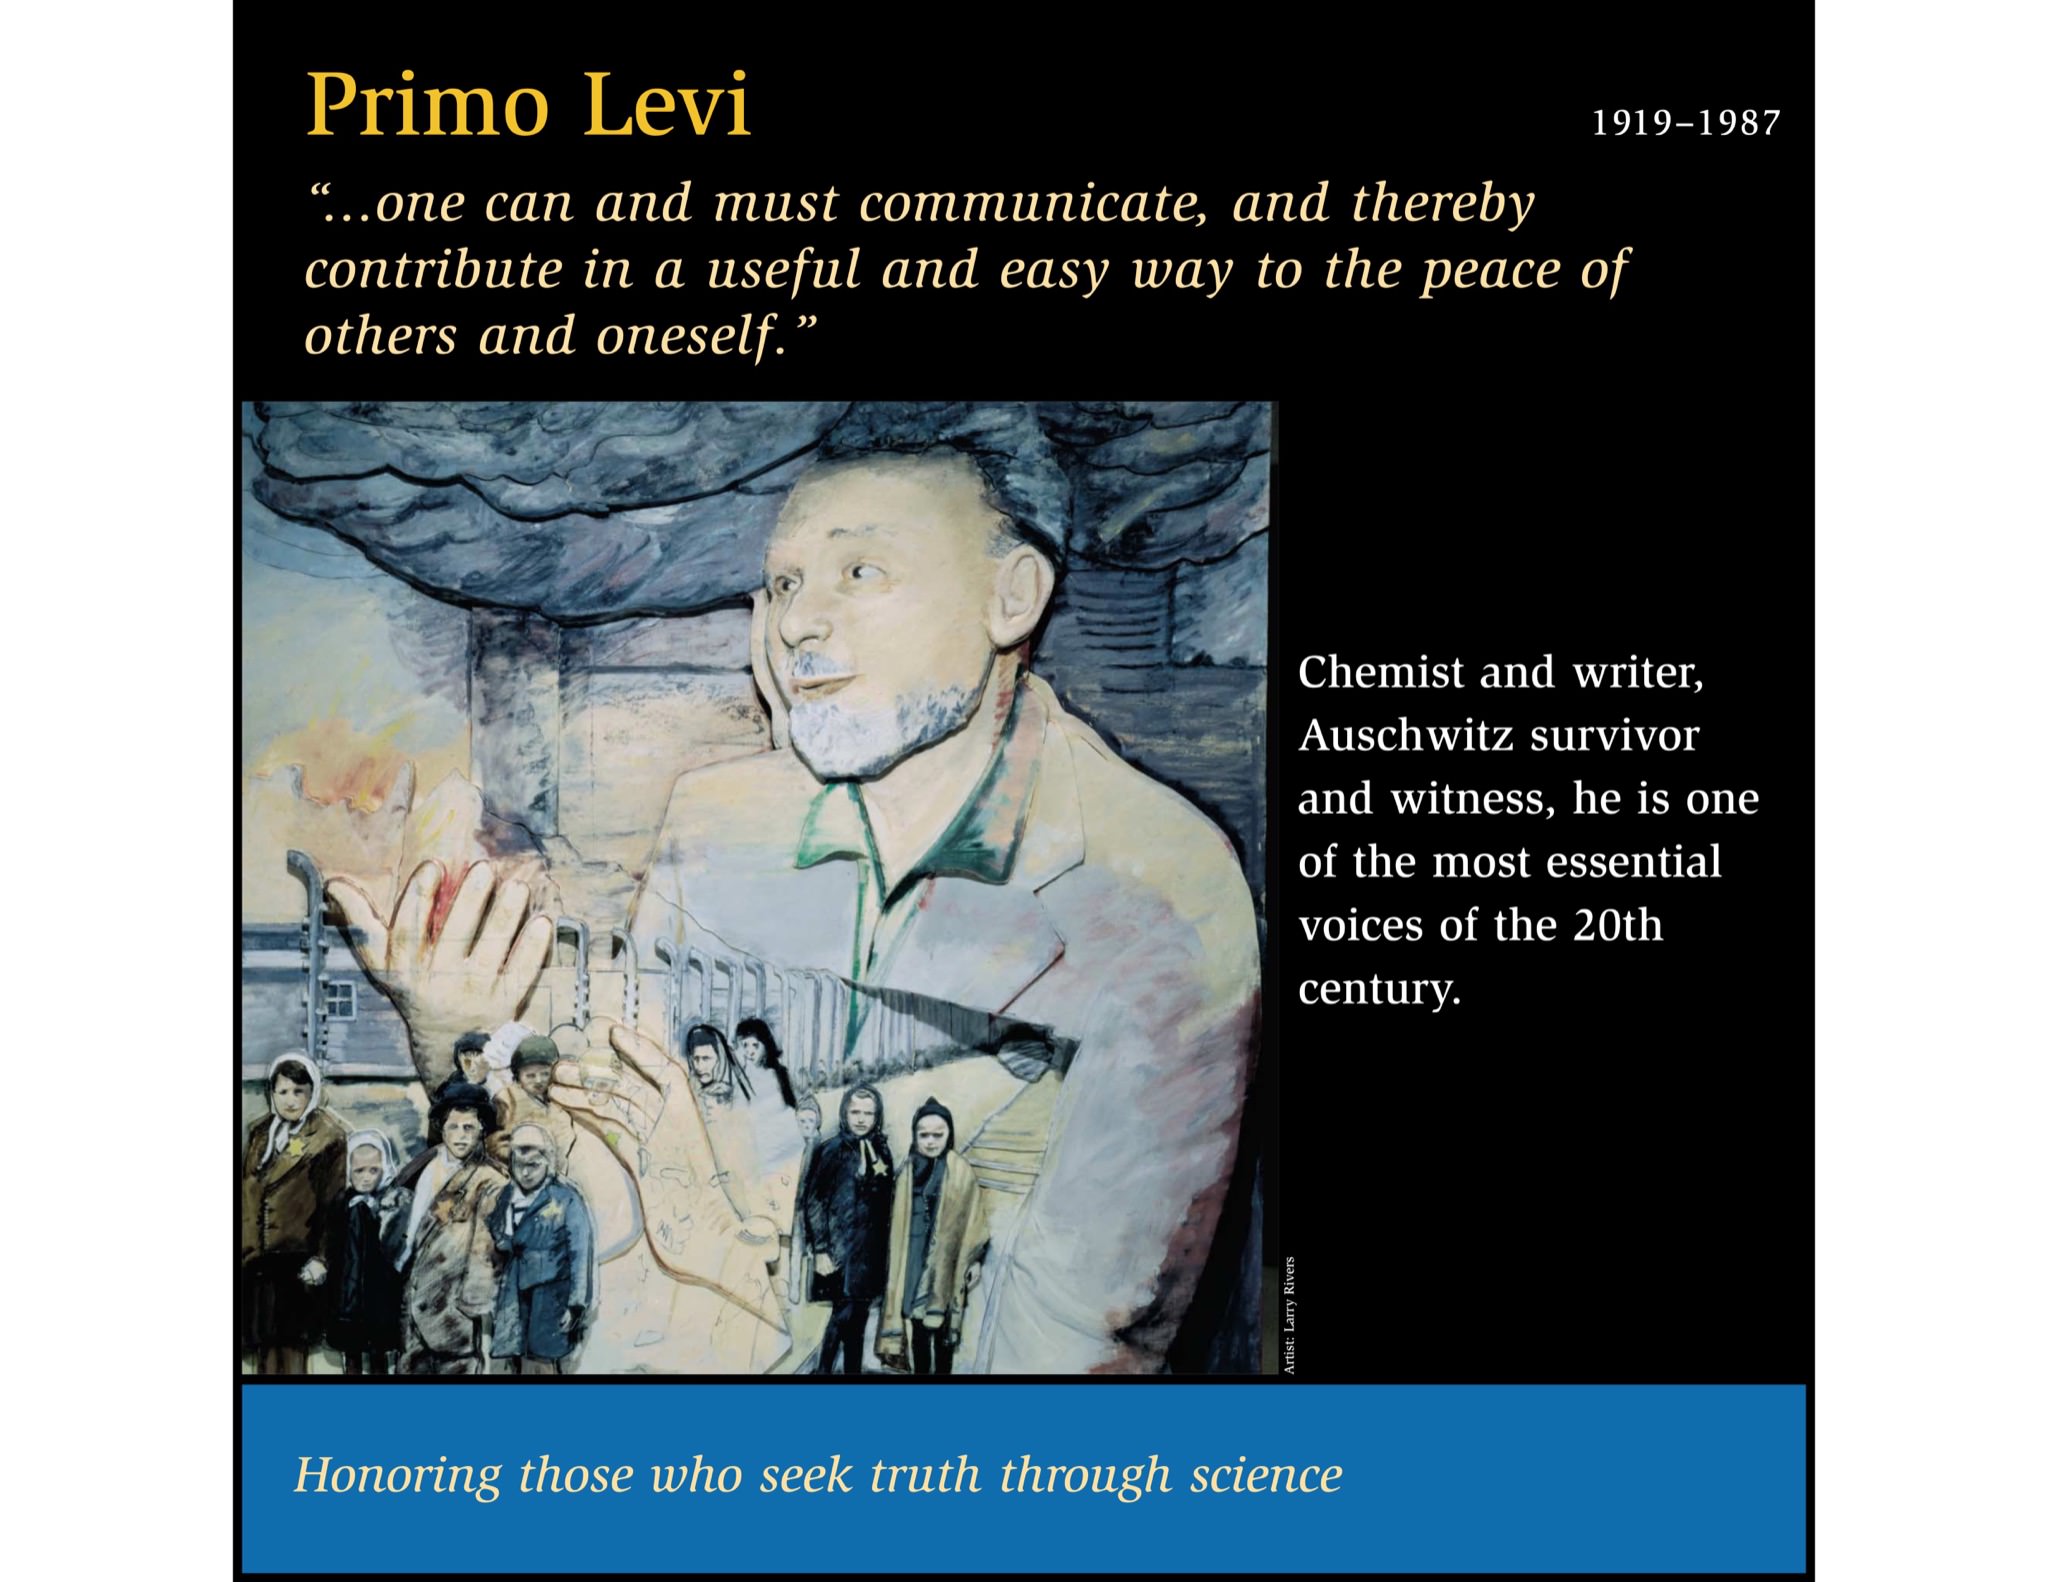 Primo Levi
1919–1987
“...one can and must communicate, and thereby
contribute in a useful and easy way to the peace of
others and oneself.”
Chemist and writer,
Auschwitz survivor
and witness, he is one
of the most essential
voices of the 20th
century.
Artist: Larry Rivers
Honoring those who seek truth through science